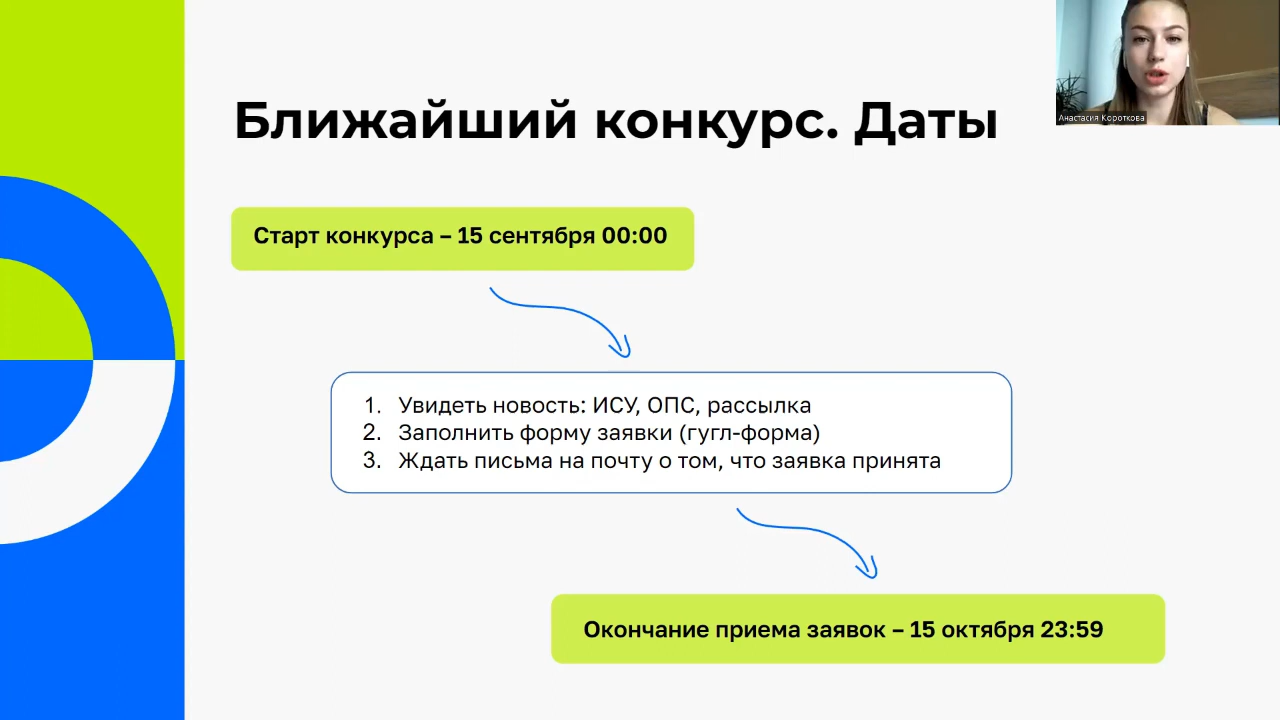 Ближайший конкурс. Даты
Анастасия Короткова
Старт конкурса – 15 сентября 00:00
1. Увидеть новость: ИСУ, ОПС, рассылка
2. Заполнить форму заявки (гугл-форма)
3. Ждать письма на почту о том, что заявка принята
Окончание приема заявок – 15 октября 23:59